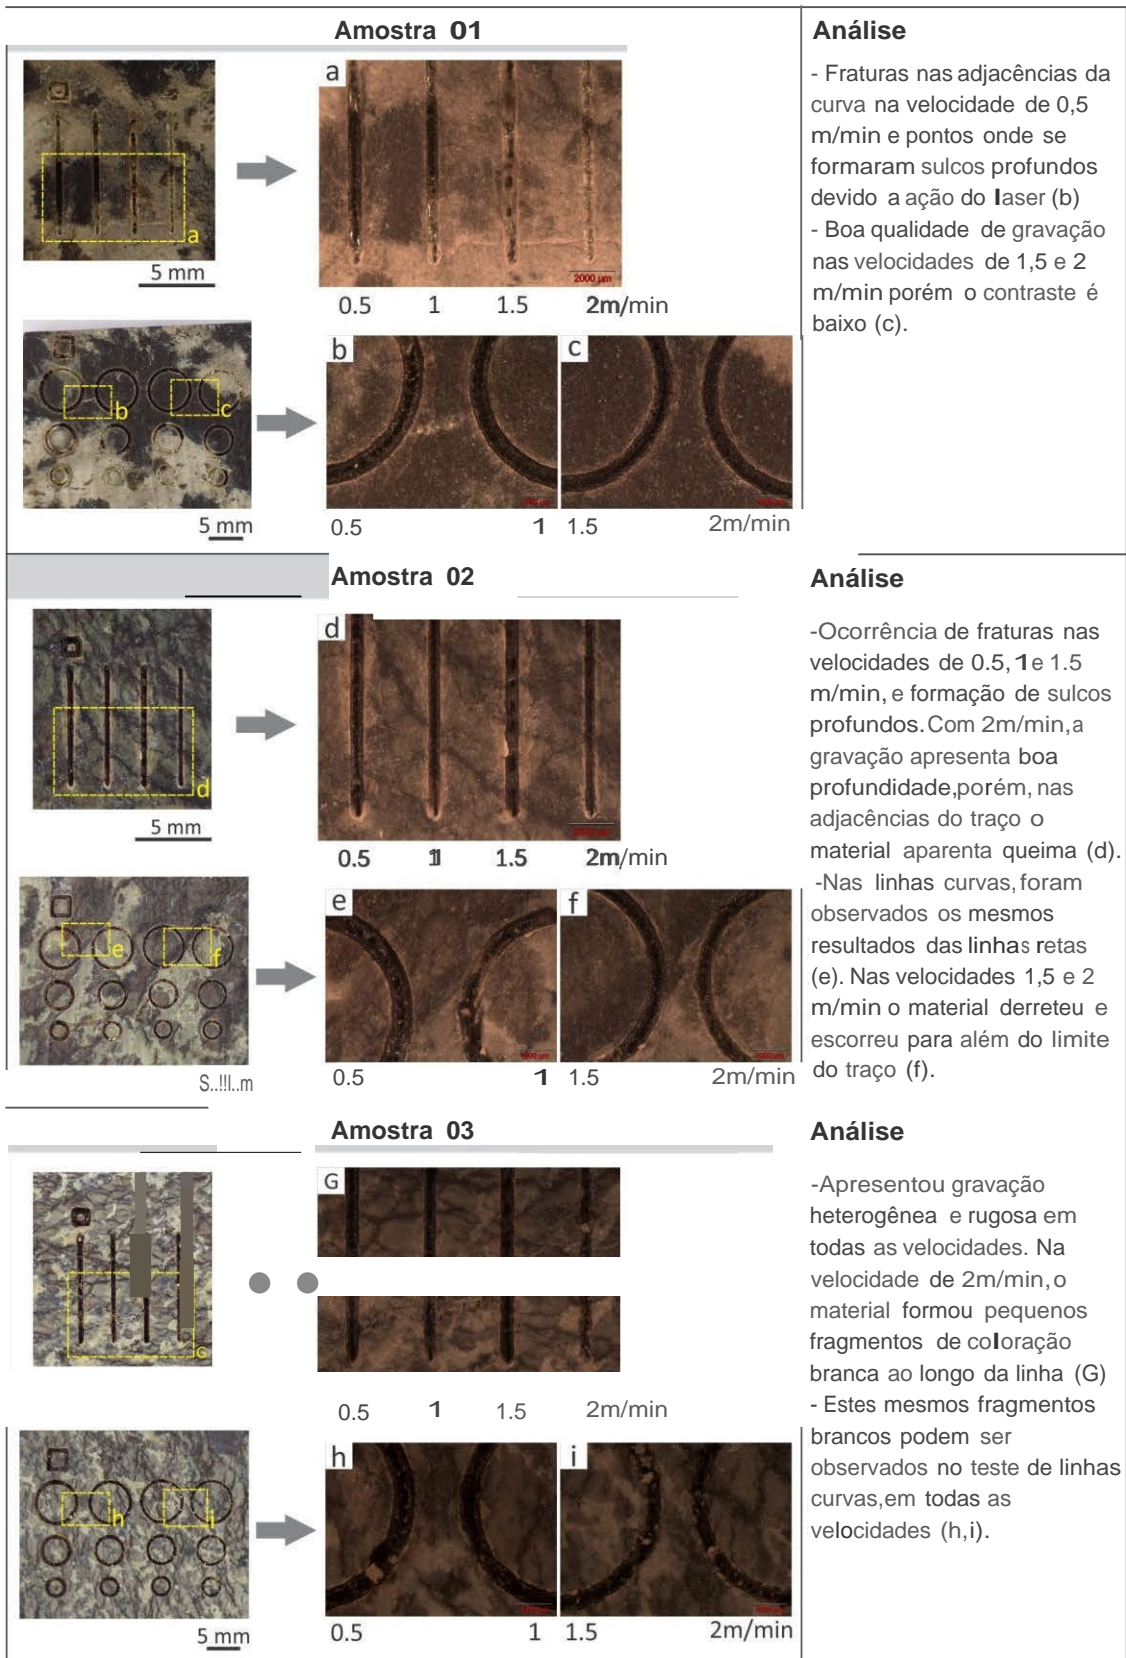 Amostra 01
Análise
- Fraturas nas adjacências da
curva na velocidade de 0,5
m/min e pontos onde se
formaram sulcos profundos
devido a ação do laser (b)
- Boa qualidade de gravação
nas velocidades de 1,5 e 2
m/min porém o contraste é
baixo (c).
a
5 mm
a
2000 µm
0.5 1 1.5 2m/min
b
c
5 mm
b
c
0.5 1 1.5 2m/min
Amostra 02
Análise
-Ocorrência de fraturas nas
velocidades de 0.5, 1 e 1.5
m/min, e formação de sulcos
profundos. Com 2m/min, a
gravação apresenta boa
profundidade, porém, nas
adjacências do traço o
material aparenta queima (d).
-Nas linhas curvas, foram
observados os mesmos
resultados das linhas retas
(e). Nas velocidades 1,5 e 2
m/min o material derreteu e
escorreu para além do limite
do traço (f).
d
5 mm
d
2000 µm
0.5 1 1.5 2m/min
e
f
S..!!!..m
e
f
0.5 1 1.5 2m/min
Amostra 03
Análise
-Apresentou gravação
heterogênea e rugosa em
todas as velocidades. Na
velocidade de 2m/min, o
material formou pequenos
fragmentos de coloração
branca ao longo da linha (G)
- Estes mesmos fragmentos
brancos podem ser
observados no teste de linhas
curvas, em todas as
velocidades (h,i).
G
G
0.5 1 1.5 2m/min
h
i
5 mm
h
i
0.5 1 1.5 2m/min